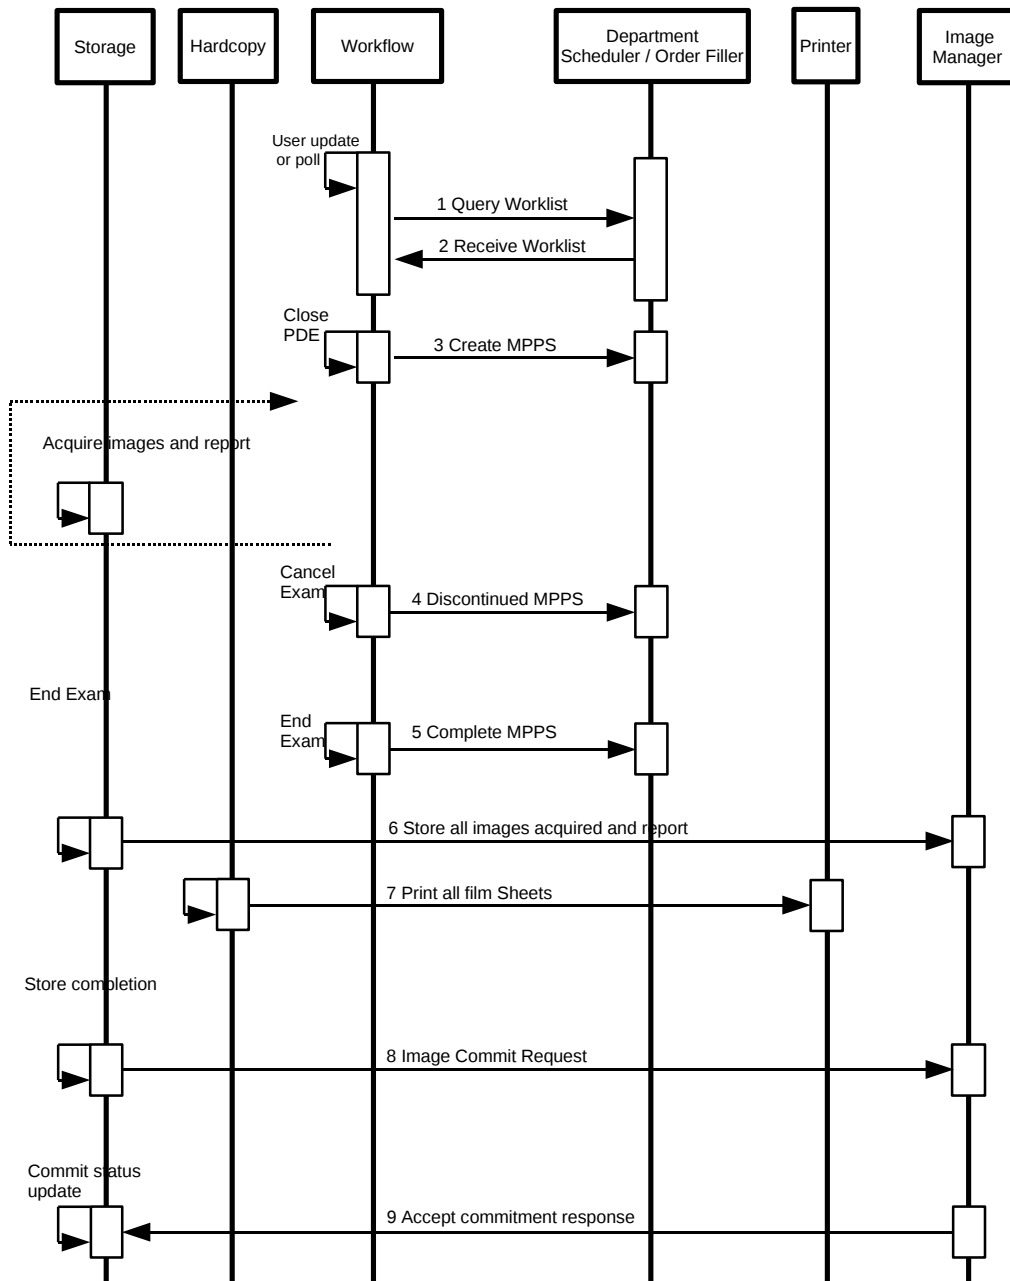 Storage
Hardcopy
Workflow
Department
Scheduler / Order Filler
Printer
Image
Manager
User update
or poll
1 Query Worklist
2 Receive Worklist
Close
PDE
3 Create MPPS
Acquire images and report
Cancel
Exam
4 Discontinued MPPS
End Exam
End
Exam
5 Complete MPPS
6 Store all images acquired and report
7 Print all film Sheets
Store completion
8 Image Commit Request
Commit status
update
9 Accept commitment response